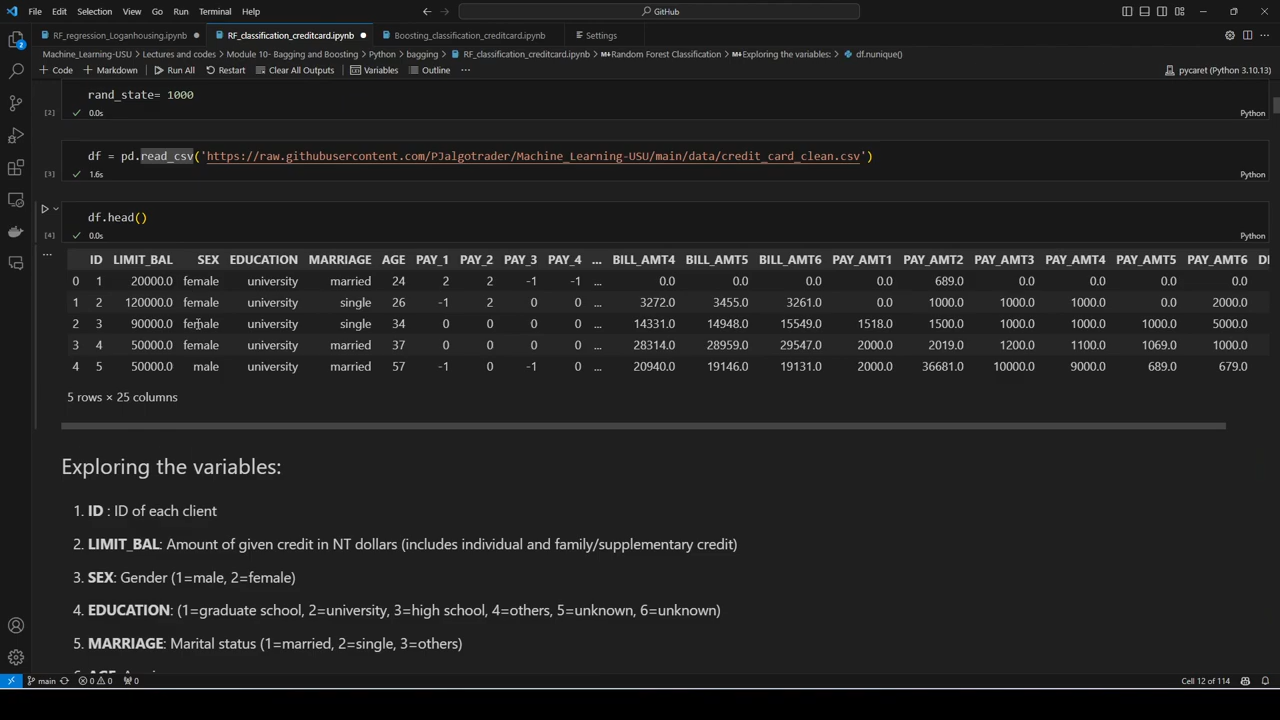 File Edit Selection View Go Run Terminal Help
GitHub
RF_regression_Loganhousing.ipynb RF_classification_creditcard.ipynb Boosting_classification_creditcard.ipynb Settings
Machine_Learning-USU > Lectures and codes > Module 10- Bagging and Boosting > Python > bagging > RF_classification_creditcard.ipynb > Random Forest Classification > Exploring the variables: > df.nunique()
+ Code + Markdown Run All Restart Clear All Outputs Variables Outline ... pycaret (Python 3.10.13)
rand_state= 1000
[2] 0.0s Python
df = pd.read_csv('https://raw.githubusercontent.com/PJalgotrader/Machine_Learning-USU/main/data/credit_card_clean.csv')
[3] 1.6s Python
df.head()
[4] 0.0s Python
... ID LIMIT_BAL SEX EDUCATION MARRIAGE AGE PAY_1 PAY_2 PAY_3 PAY_4 ... BILL_AMT4 BILL_AMT5 BILL_AMT6 PAY_AMT1 PAY_AMT2 PAY_AMT3 PAY_AMT4 PAY_AMT5 PAY_AMT6
0 1 20000.0 female university married 24 2 2 -1 -1 ... 0.0 0.0 0.0 0.0 689.0 0.0 0.0 0.0 0.0
1 2 120000.0 female university single 26 -1 2 0 0 ... 3272.0 3455.0 3261.0 0.0 1000.0 1000.0 1000.0 0.0 2000.0
2 3 90000.0 female university single 34 0 0 0 0 ... 14331.0 14948.0 15549.0 1518.0 1500.0 1000.0 1000.0 1000.0 5000.0
3 4 50000.0 female university married 37 0 0 0 0 ... 28314.0 28959.0 29547.0 2000.0 2019.0 1200.0 1100.0 1069.0 1000.0
4 5 50000.0 male university married 57 -1 0 -1 0 ... 20940.0 19146.0 19131.0 2000.0 36681.0 10000.0 9000.0 689.0 679.0
5 rows × 25 columns
Exploring the variables:
1. ID : ID of each client
2. LIMIT_BAL: Amount of given credit in NT dollars (includes individual and family/supplementary credit)
3. SEX: Gender (1=male, 2=female)
4. EDUCATION: (1=graduate school, 2=university, 3=high school, 4=others, 5=unknown, 6=unknown)
5. MARRIAGE: Marital status (1=married, 2=single, 3=others)
main 0 0 0 Cell 12 of 114